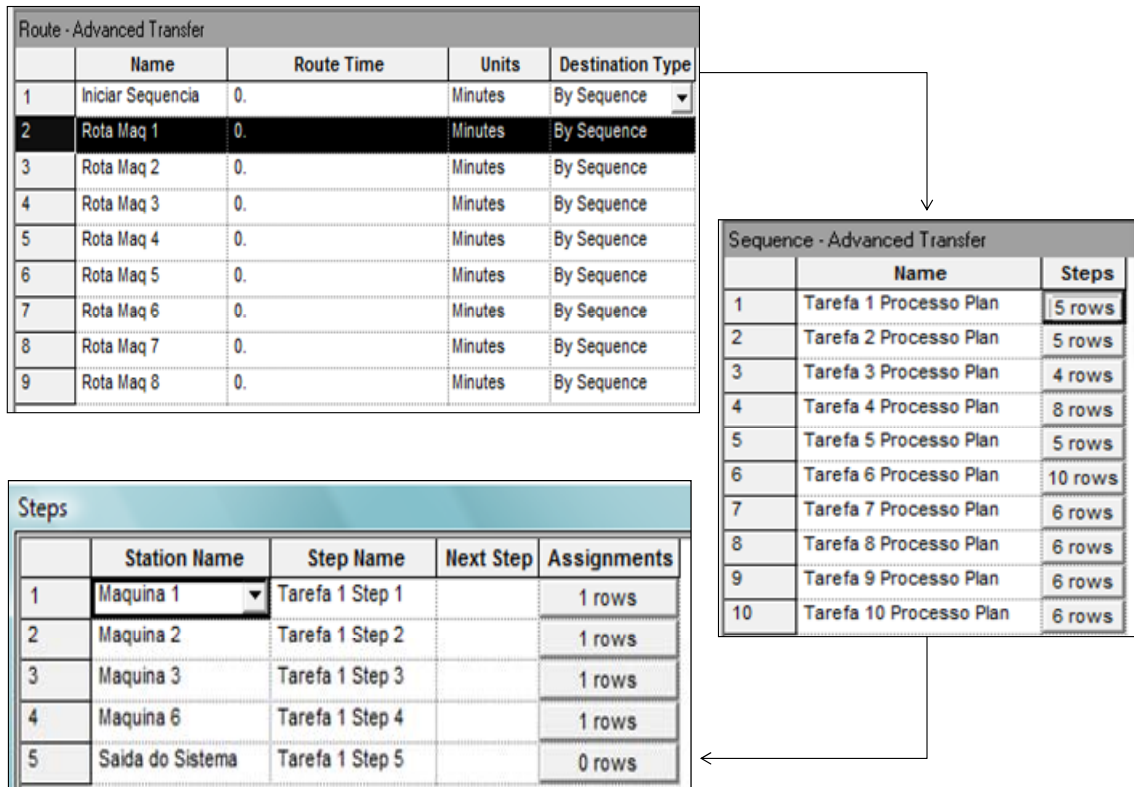 Route - Advanced Transfer
Name Route Time Units Destination Type
1 Iniciar Sequencia 0. Minutes By Sequence
2 Rota Maq 1 0. Minutes By Sequence
3 Rota Maq 2 0. Minutes By Sequence
4 Rota Maq 3 0. Minutes By Sequence
5 Rota Maq 4 0. Minutes By Sequence
6 Rota Maq 5 0. Minutes By Sequence
7 Rota Maq 6 0. Minutes By Sequence
8 Rota Maq 7 0. Minutes By Sequence
9 Rota Maq 8 0. Minutes By Sequence
Sequence - Advanced Transfer
Name Steps
1 Tarefa 1 Processo Plan 5 rows
2 Tarefa 2 Processo Plan 5 rows
3 Tarefa 3 Processo Plan 4 rows
4 Tarefa 4 Processo Plan 8 rows
5 Tarefa 5 Processo Plan 5 rows
6 Tarefa 6 Processo Plan 10 rows
7 Tarefa 7 Processo Plan 6 rows
8 Tarefa 8 Processo Plan 6 rows
9 Tarefa 9 Processo Plan 6 rows
10 Tarefa 10 Processo Plan 6 rows
Steps
Station Name Step Name Next Step Assignments
1 Maquina 1 Tarefa 1 Step 1 1 rows
2 Maquina 2 Tarefa 1 Step 2 1 rows
3 Maquina 3 Tarefa 1 Step 3 1 rows
4 Maquina 6 Tarefa 1 Step 4 1 rows
5 Saida do Sistema Tarefa 1 Step 5 0 rows